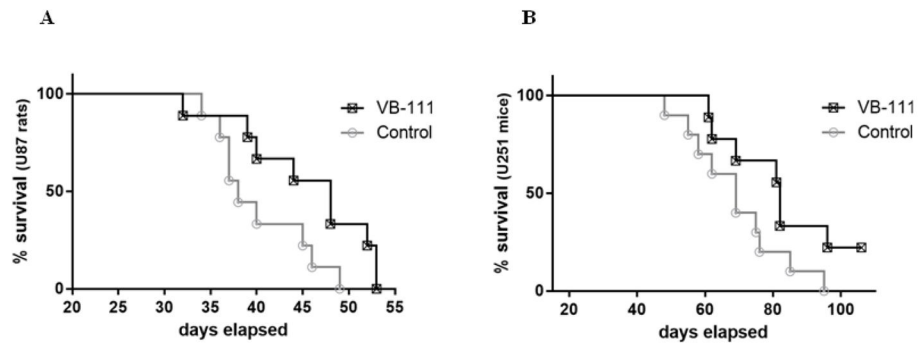 A
100
50
0
% survival (U87 rats)
20 25 30 35 40 45 50 55
days elapsed
VB-111
Control
B
100
50
0
% survival (U251 mice)
20 40 60 80 100
days elapsed
VB-111
Control